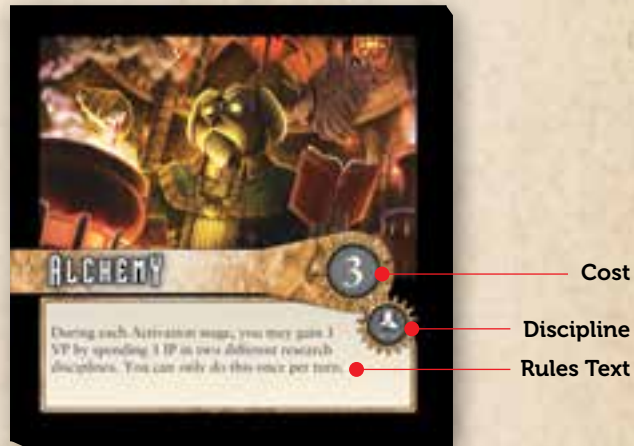 ALCHEMY
3
Cost
Discipline
Rules Text
During each Activation stage, you may gain 3
VP by spending 1 IP in two different research
disciplines. You can only do this once per turn.